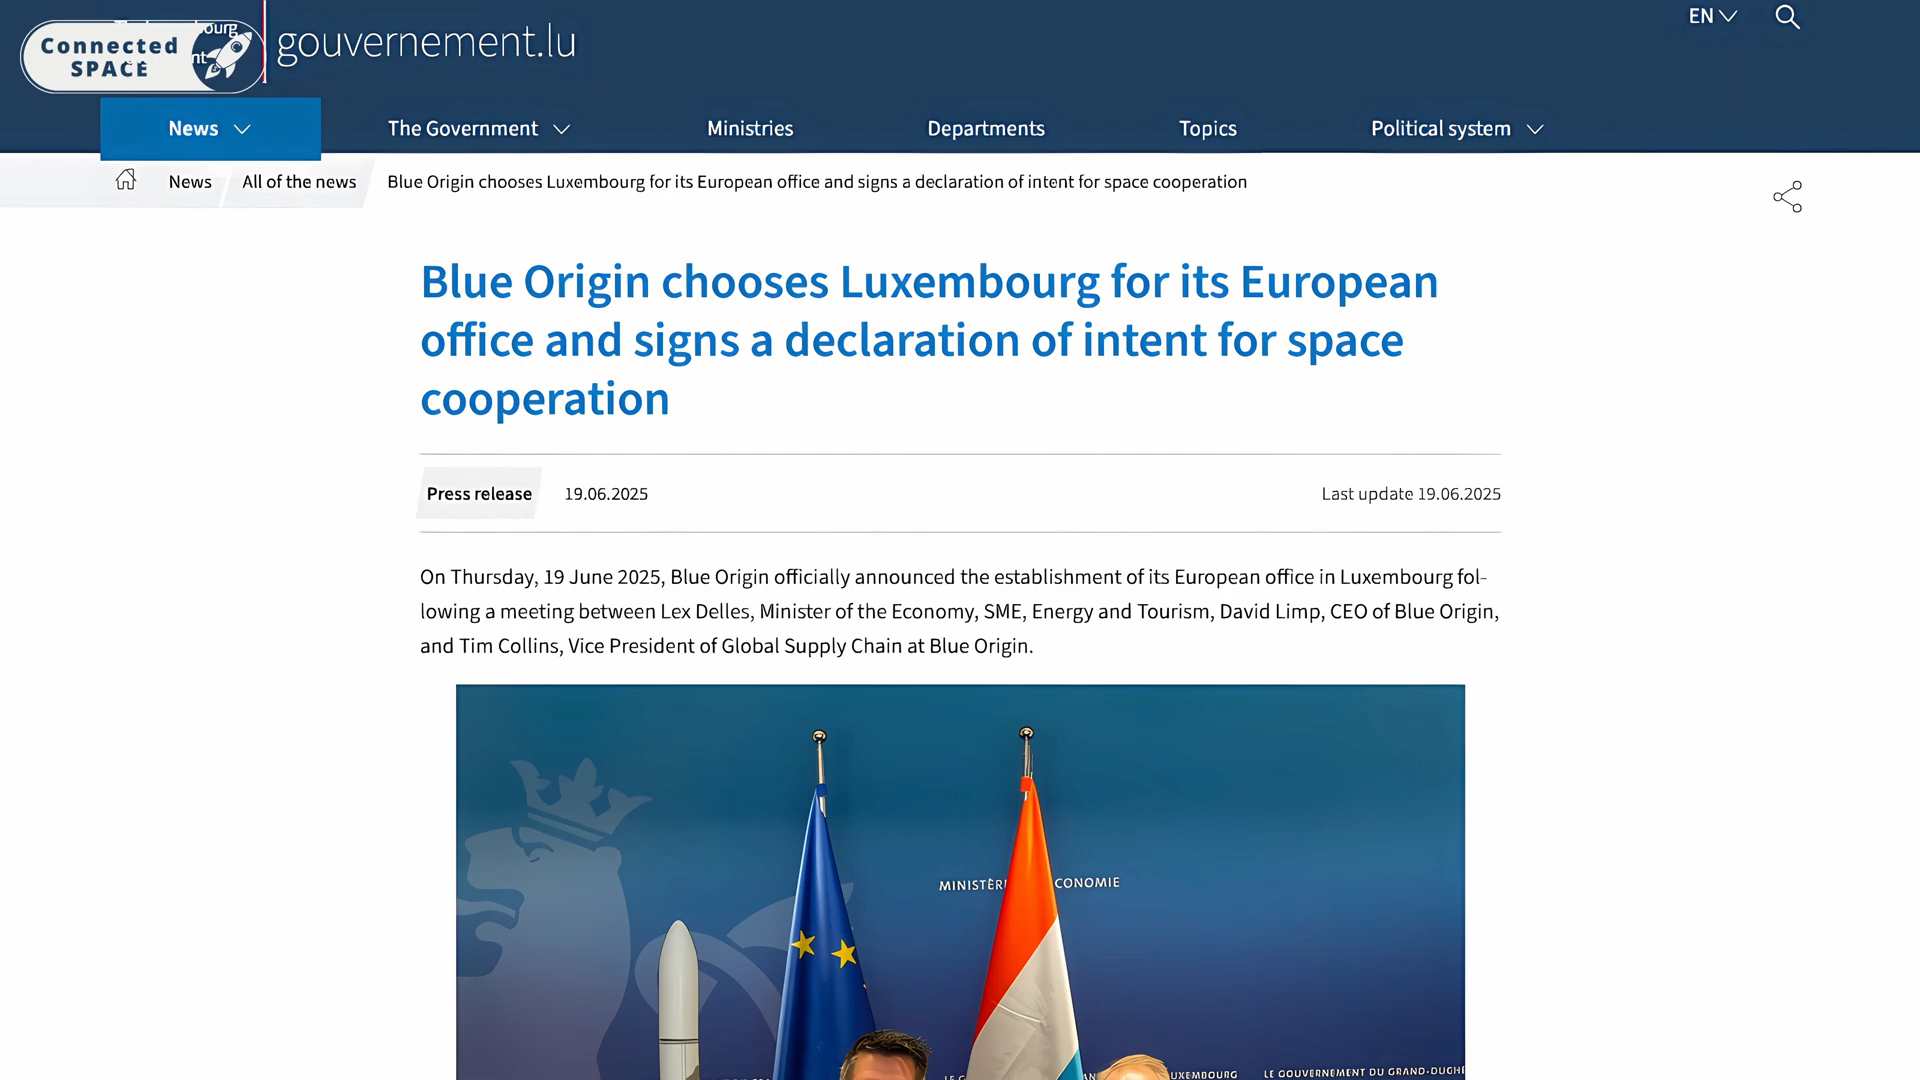 Connected
SPACE
gouvernement.lu
EN
News
The Government
Ministries
Departments
Topics
Political system
News
All of the news
Blue Origin chooses Luxembourg for its European office and signs a declaration of intent for space cooperation
Blue Origin chooses Luxembourg for its European
office and signs a declaration of intent for space
cooperation
Press release
19.06.2025
Last update 19.06.2025
On Thursday, 19 June 2025, Blue Origin officially announced the establishment of its European office in Luxembourg fol-
lowing a meeting between Lex Delles, Minister of the Economy, SME, Energy and Tourism, David Limp, CEO of Blue Origin,
and Tim Collins, Vice President of Global Supply Chain at Blue Origin.
MINISTÈR CONOMIE
UXEMBOURG
LE GOUVERNEMENT DU GRAND-DUCH